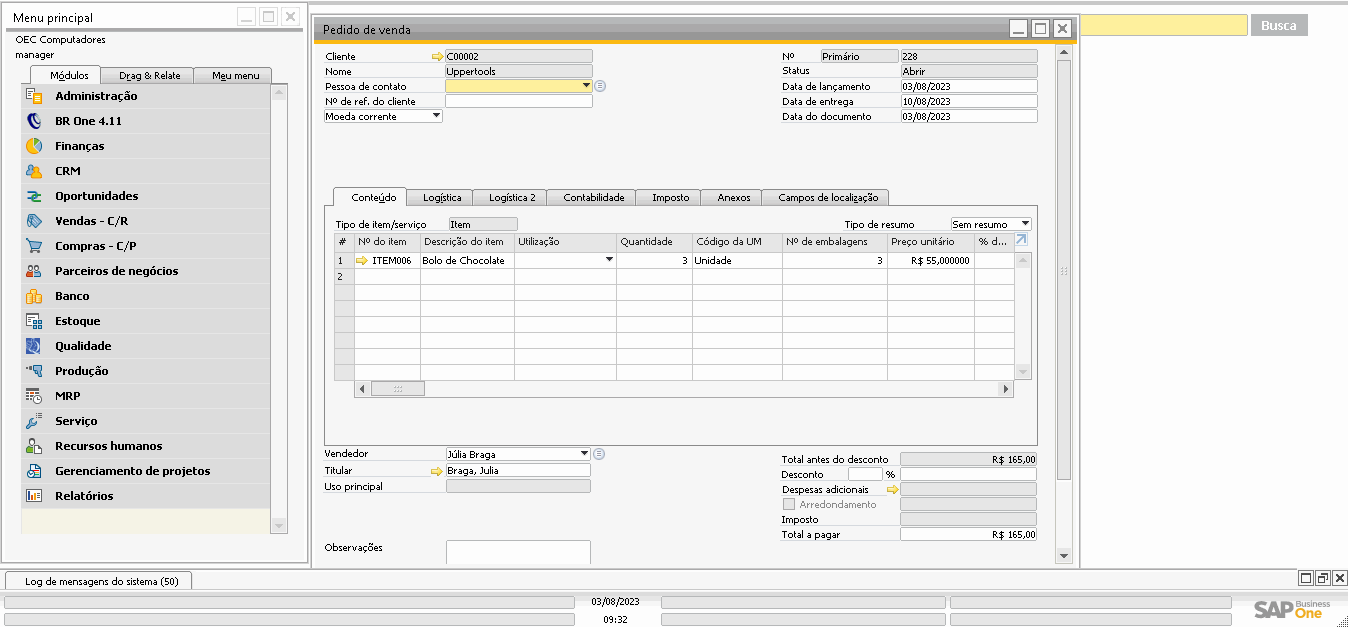 Menu principal
OEC Computadores
manager
Módulos
Drag & Relate
Meu menu
Administração
BR One 4.11
Finanças
CRM
Oportunidades
Vendas - C/R
Compras - C/P
Parceiros de negócios
Banco
Estoque
Qualidade
Produção
MRP
Serviço
Recursos humanos
Gerenciamento de projetos
Relatórios
Pedido de venda
Busca
Cliente C00002
Nome Uppertools
Pessoa de contato
Nº de ref. do cliente
Moeda corrente
Nº Primário 228
Status Abrir
Data de lançamento 03/08/2023
Data de entrega 10/08/2023
Data do documento 03/08/2023
Conteúdo Logística Logística 2 Contabilidade Imposto Anexos Campos de localização
Tipo de item/serviço Item Tipo de resumo Sem resumo
# Nº do item Descrição do item Utilização Quantidade Código da UM Nº de embalagens Preço unitário % d...
1 ITEM006 Bolo de Chocolate 3 Unidade 3 R$ 55,000000
2
Vendedor Júlia Braga
Titular Braga, Julia
Uso principal
Observações
Total antes do desconto R$ 165,00
Desconto %
Despesas adicionais
Arredondamento
Imposto
Total a pagar R$ 165,00
Log de mensagens do sistema (50)
03/08/2023
09:32
SAP Business One